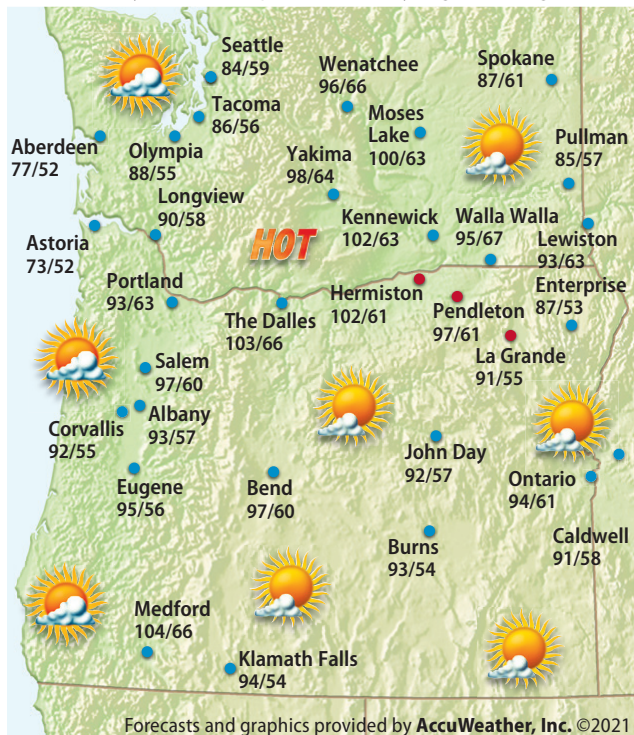 Seattle
84/59
Wenatchee
96/66
Spokane
87/61
Tacoma
86/56
Moses
Lake
100/63
Aberdeen
77/52
Olympia
88/55
Yakima
98/64
Pullman
85/57
Longview
90/58
Kennewick
102/63
Walla Walla
95/67
Lewiston
93/63
Astoria
73/52
HOT
Portland
93/63
The Dalles
103/66
Hermiston
102/61
Pendleton
97/61
Enterprise
87/53
La Grande
91/55
Salem
97/60
Albany
93/57
Corvallis
92/55
John Day
92/57
Eugene
95/56
Bend
97/60
Ontario
94/61
Burns
93/54
Caldwell
91/58
Medford
104/66
Klamath Falls
94/54
Forecasts and graphics provided by AccuWeather, Inc. ©2021